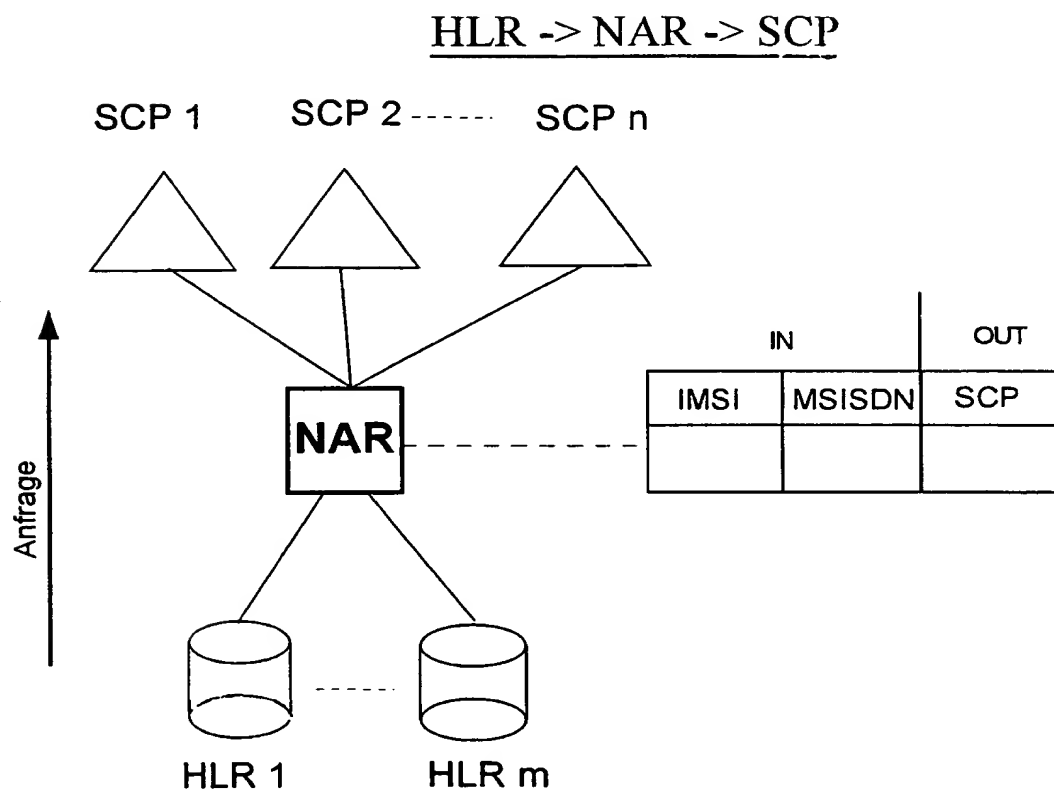 HLR -> NAR -> SCP
SCP 1 SCP 2 SCP n
IN OUT
IMSI MSISDN SCP
NAR
Anfrage
HLR 1 HLR m